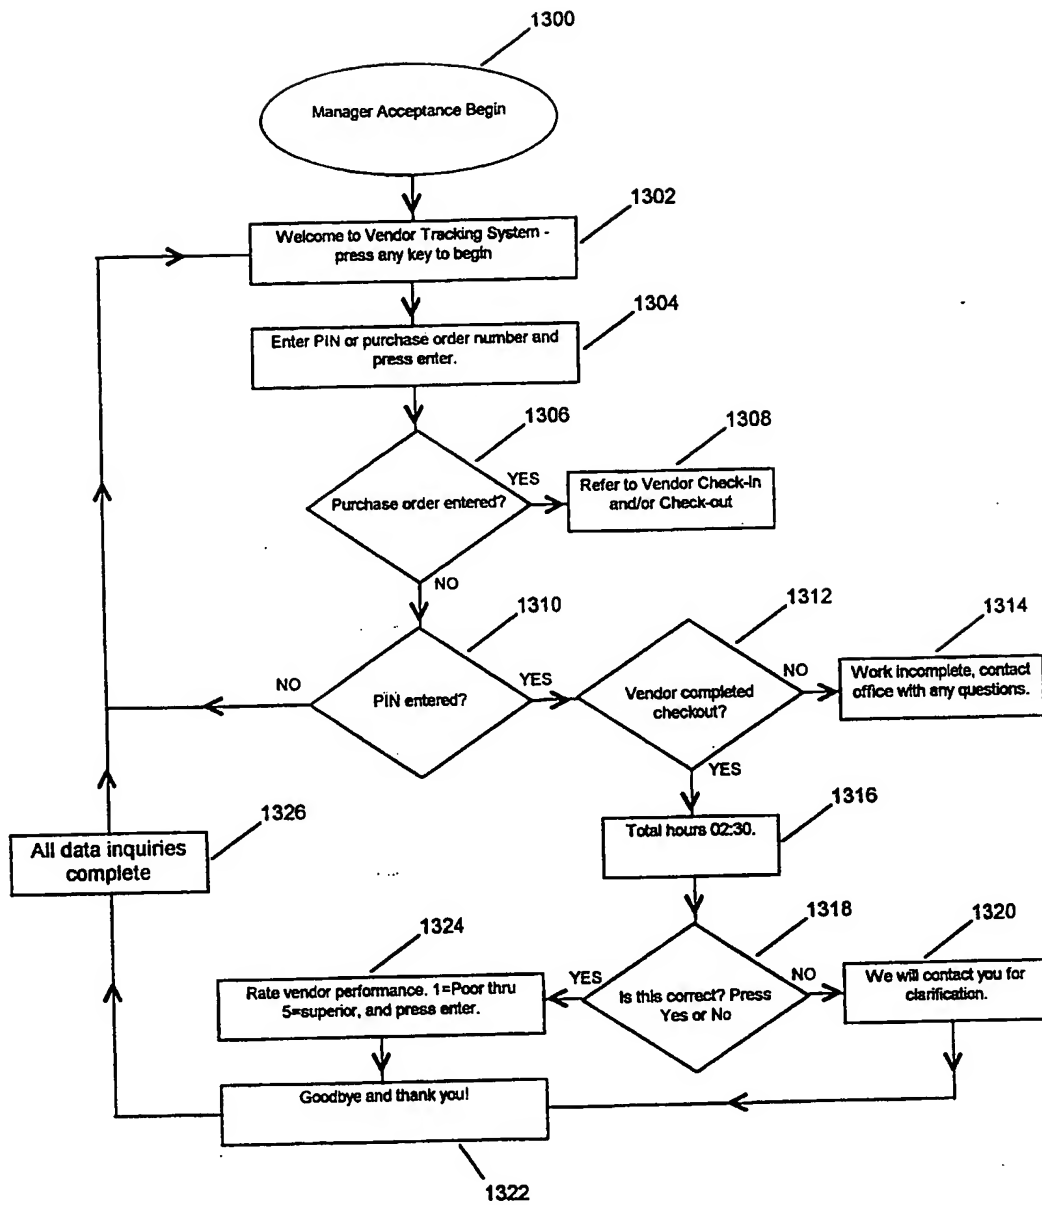 1300
Manager Acceptance Begin
1302
Welcome to Vendor Tracking System -
press any key to begin
1304
Enter PIN or purchase order number and
press enter.
1306
Purchase order entered?
YES
1308
Refer to Vendor Check-In
and/or Check-out
NO
1310
PIN entered?
NO
YES
1312
Vendor completed
checkout?
NO
1314
Work incomplete, contact
office with any questions.
YES
1316
Total hours 02:30.
1318
Is this correct? Press
Yes or No
NO
1320
We will contact you for
clarification.
YES
1324
Rate vendor performance. 1=Poor thru
5=superior, and press enter.
Goodbye and thank you!
1322
1326
All data inquiries
complete